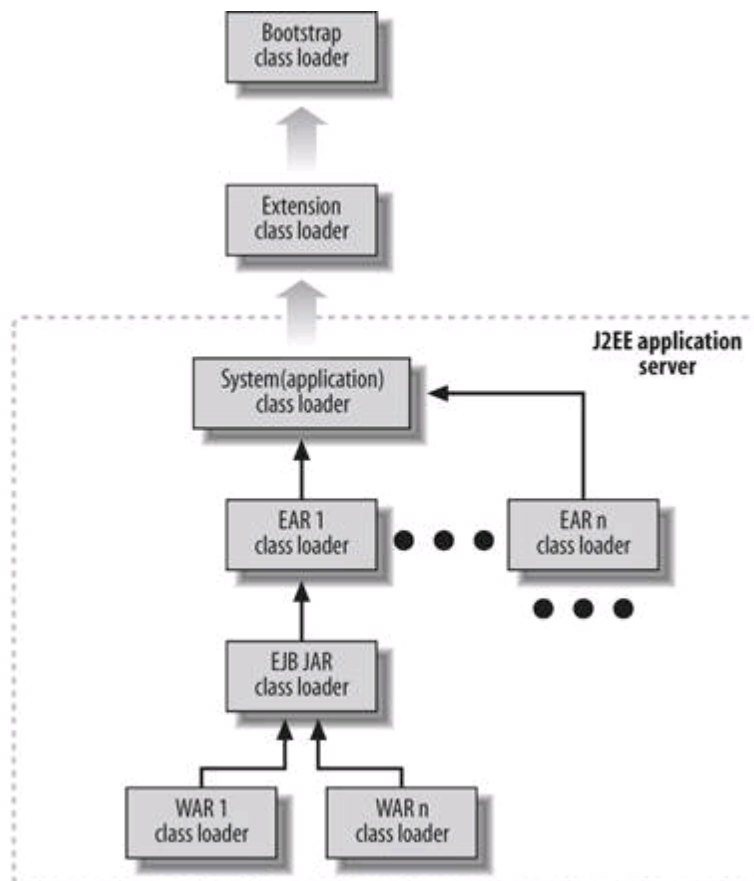 Bootstrap
class loader
Extension
class loader
J2EE application
server
System(application)
class loader
EAR 1
class loader
EAR n
class loader
EJB JAR
class loader
WAR 1
class loader
WAR n
class loader